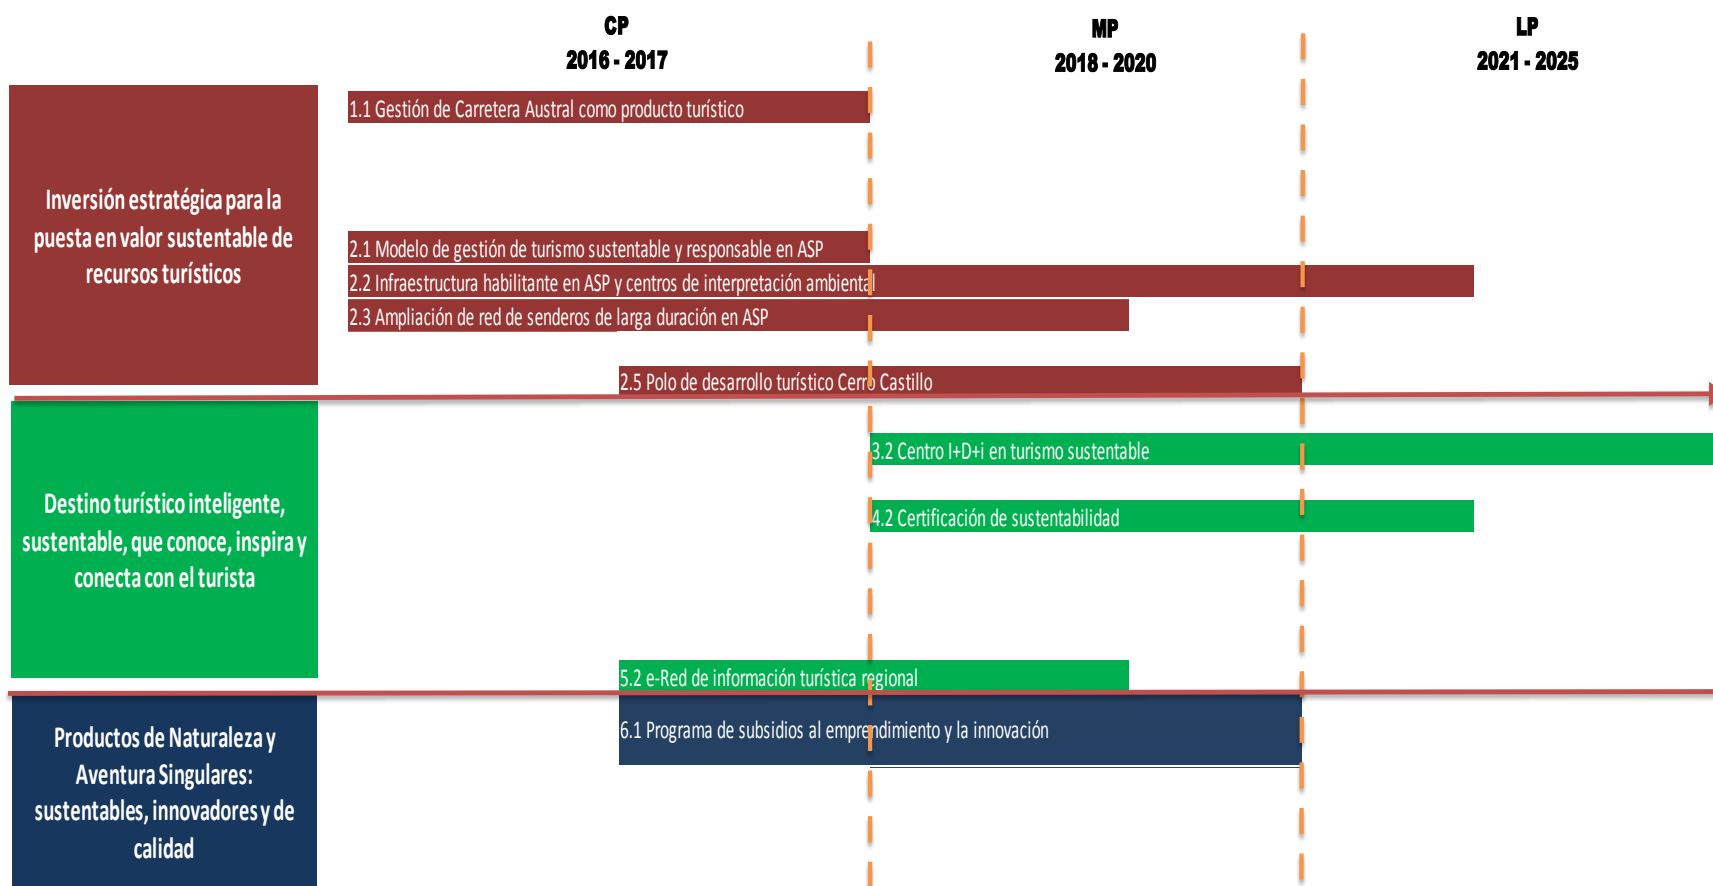 CP
2016 - 2017
MP
2018 - 2020
LP
2021 - 2025
Inversión estratégica para la
puesta en valor sustentable de
recursos turísticos
1.1 Gestión de Carretera Austral como producto turístico
2.1 Modelo de gestión de turismo sustentable y responsable en ASP
2.2 Infraestructura habilitante en ASP y centros de interpretación ambiental
2.3 Ampliación de red de senderos de larga duración en ASP
2.5 Polo de desarrollo turístico Cerro Castillo
Destino turístico inteligente,
sustentable, que conoce, inspira y
conecta con el turista
3.2 Centro I+D+i en turismo sustentable
4.2 Certificación de sustentabilidad
5.2 e-Red de información turística regional
Productos de Naturaleza y
Aventura Singulares:
sustentables, innovadores y de
calidad
6.1 Programa de subsidios al emprendimiento y la innovación